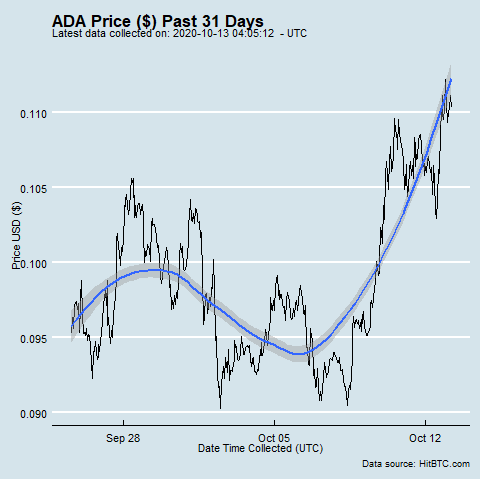 ADA Price ($) Past 31 Days
Latest data collected on: 2020-10-13 04:05:12 - UTC
0.110
0.105
0.100
0.095
0.090
Price USD ($)
Sep 28
Oct 05
Oct 12
Date Time Collected (UTC)
Data source: HitBTC.com